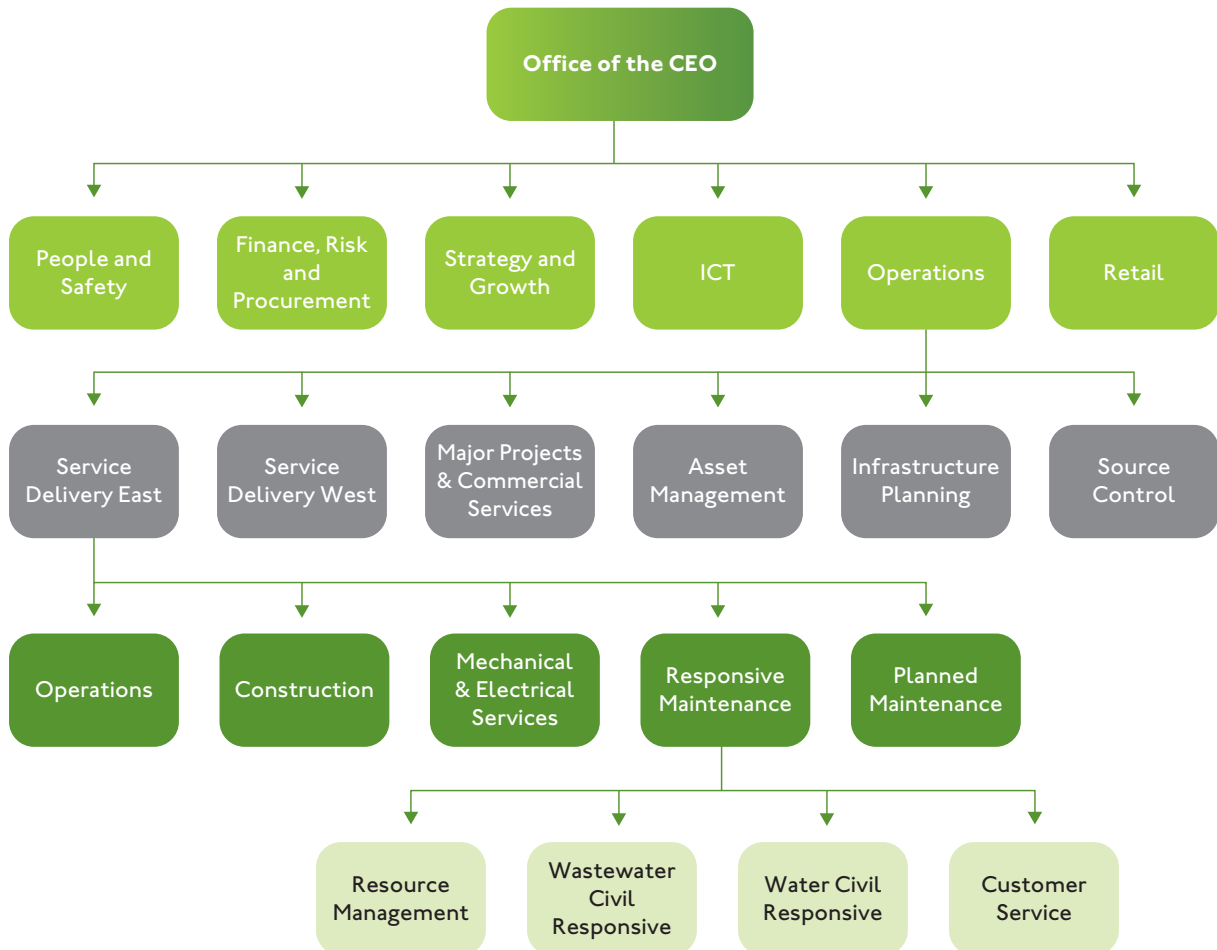 Office of the CEO
People and
Safety
Finance, Risk
and
Procurement
Strategy and
Growth
ICT
Operations
Retail
Service
Delivery East
Service
Delivery West
Major Projects
& Commercial
Services
Asset
Management
Infrastructure
Planning
Source
Control
Operations
Construction
Mechanical
& Electrical
Services
Responsive
Maintenance
Planned
Maintenance
Resource
Management
Wastewater
Civil
Responsive
Water Civil
Responsive
Customer
Service